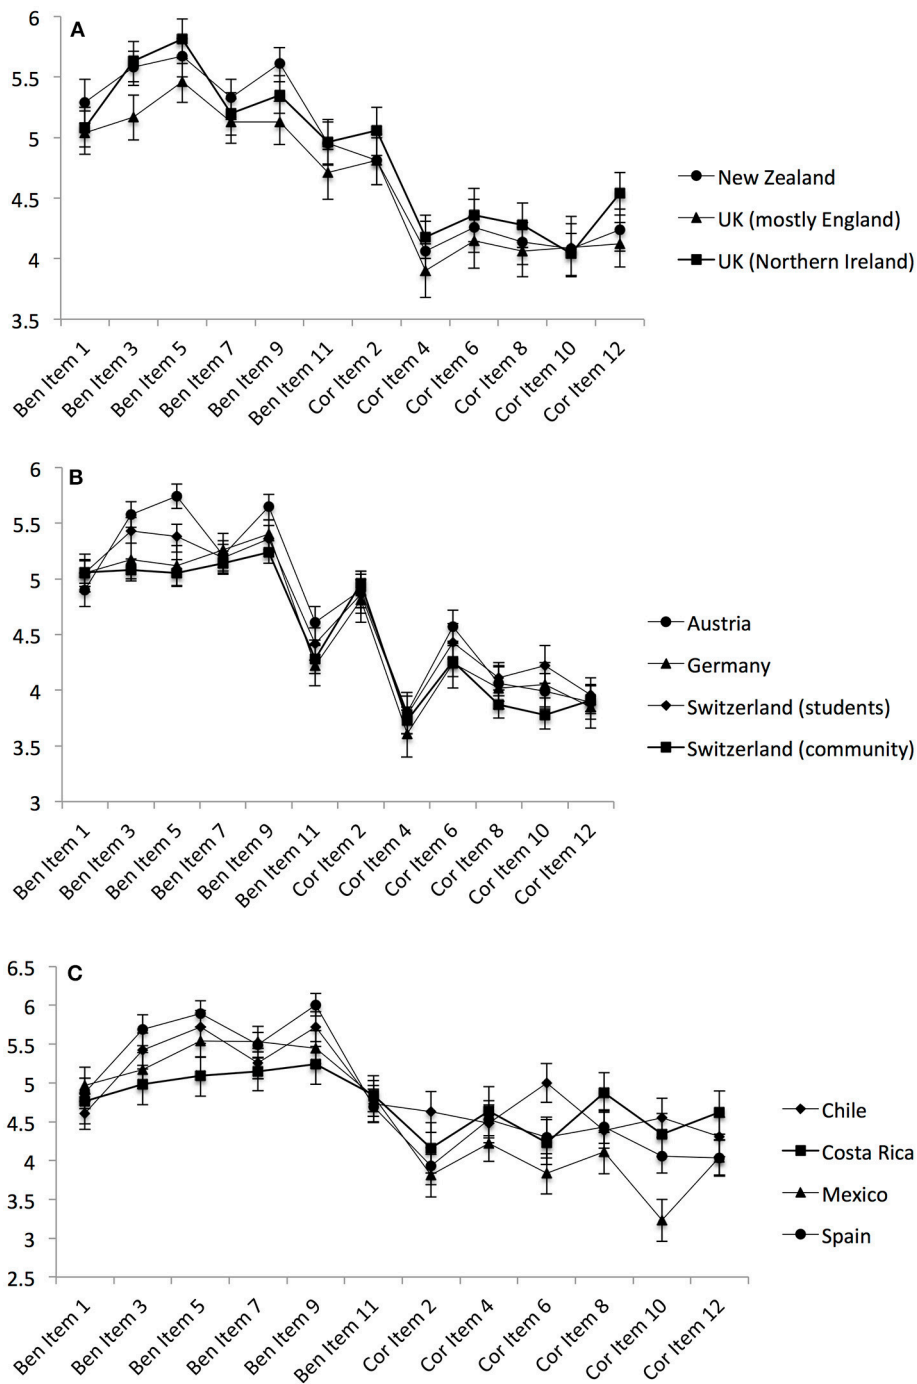 A
6
5.5
5
4.5
4
3.5
Ben Item 1
Ben Item 3
Ben Item 5
Ben Item 7
Ben Item 9
Ben Item 11
Cor Item 2
Cor Item 4
Cor Item 6
Cor Item 8
Cor Item 10
Cor Item 12
New Zealand
UK (mostly England)
UK (Northern Ireland)
B
6
5.5
5
4.5
4
3.5
3
Ben Item 1
Ben Item 3
Ben Item 5
Ben Item 7
Ben Item 9
Ben Item 11
Cor Item 2
Cor Item 4
Cor Item 6
Cor Item 8
Cor Item 10
Cor Item 12
Austria
Germany
Switzerland (students)
Switzerland (community)
C
6.5
6
5.5
5
4.5
4
3.5
3
2.5
Ben Item 1
Ben Item 3
Ben Item 5
Ben Item 7
Ben Item 9
Ben Item 11
Cor Item 2
Cor Item 4
Cor Item 6
Cor Item 8
Cor Item 10
Cor Item 12
Chile
Costa Rica
Mexico
Spain